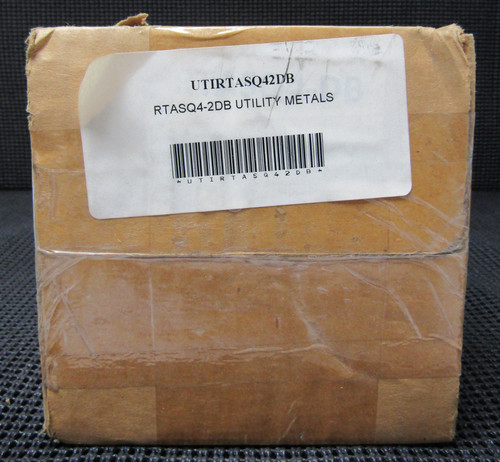 UTIRTASQ42DB
RTASQ4-2DB UTILITY METALS
*UTIRTASQ42DB*